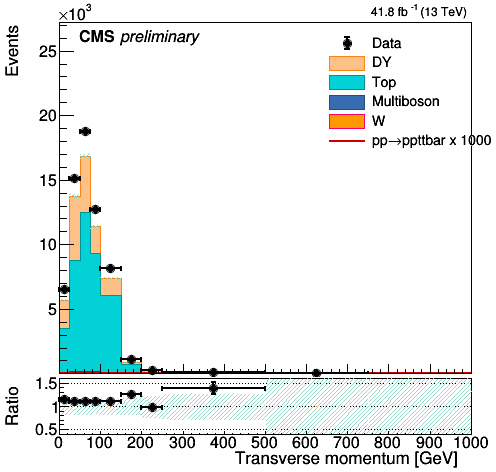 ×10³
41.8 fb⁻¹ (13 TeV)
CMS preliminary
Events
25
20
15
10
5
Data
DY
Top
Multiboson
W
pp→ppttbar x 1000
Ratio
1.5
1
0.5
0 100 200 300 400 500 600 700 800 900 1000
Transverse momentum [GeV]